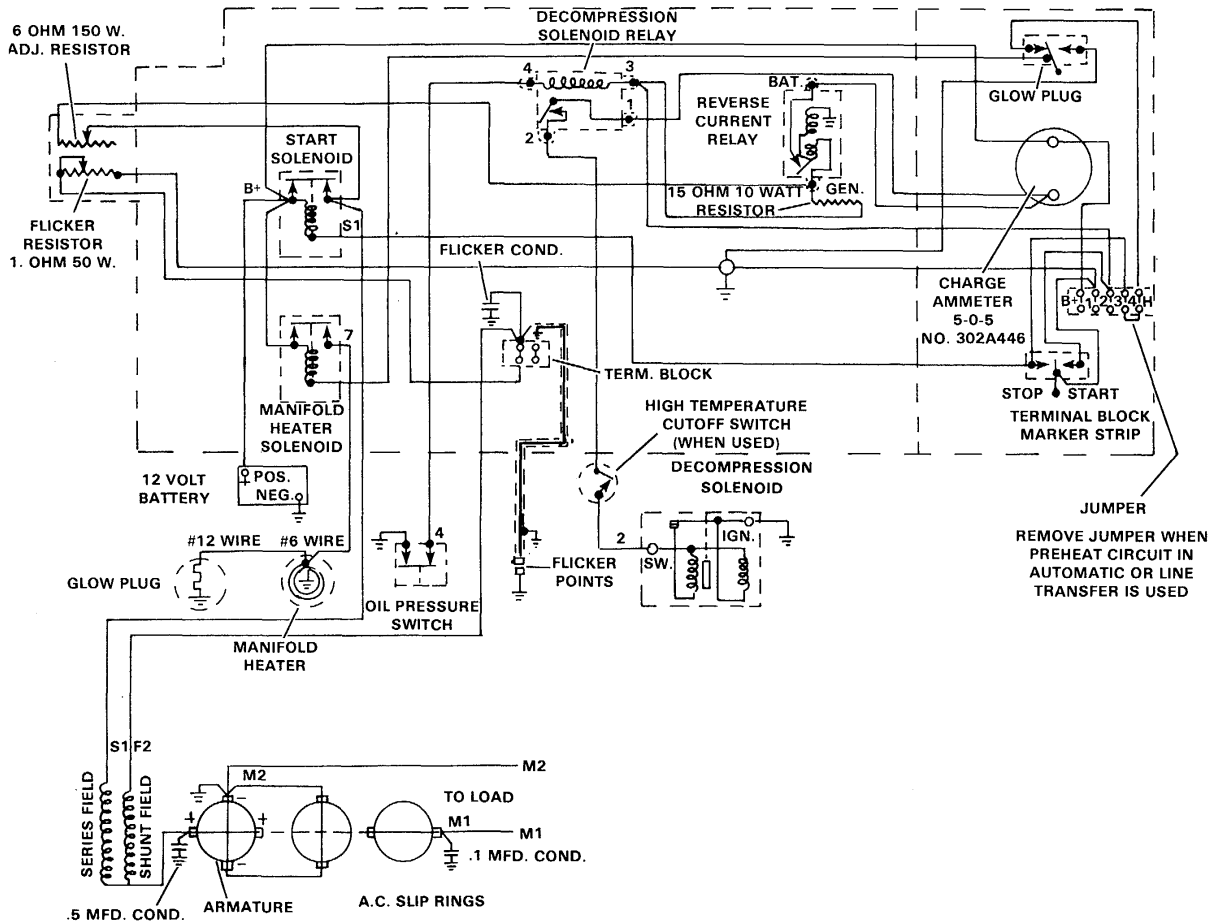 6 OHM 150 W.
ADJ. RESISTOR
DECOMPRESSION
SOLENOID RELAY
4
3
1
2
BAT.
REVERSE
CURRENT
RELAY
GLOW PLUG
START
SOLENOID
B+
S1
15 OHM 10 WATT
RESISTOR
GEN.
FLICKER
RESISTOR
1. OHM 50 W.
FLICKER COND.
CHARGE
AMMETER
5-0-5
NO. 302A446
B+ 1 2 3 4 H
7
+
TERM. BLOCK
STOP START
TERMINAL BLOCK
MARKER STRIP
MANIFOLD
HEATER
SOLENOID
HIGH TEMPERATURE
CUTOFF SWITCH
(WHEN USED)
DECOMPRESSION
SOLENOID
12 VOLT
BATTERY
+
POS.
NEG.
-
JUMPER
REMOVE JUMPER WHEN
PREHEAT CIRCUIT IN
AUTOMATIC OR LINE
TRANSFER IS USED
#12 WIRE #6 WIRE
4
2
SW.
IGN.
GLOW PLUG
FLICKER
POINTS
OIL PRESSURE
SWITCH
MANIFOLD
HEATER
S1 F2
SERIES FIELD
SHUNT FIELD
M2
M2
TO LOAD
M1
M1
+
-
+
-
.1 MFD. COND.
.5 MFD. COND.
ARMATURE
A.C. SLIP RINGS